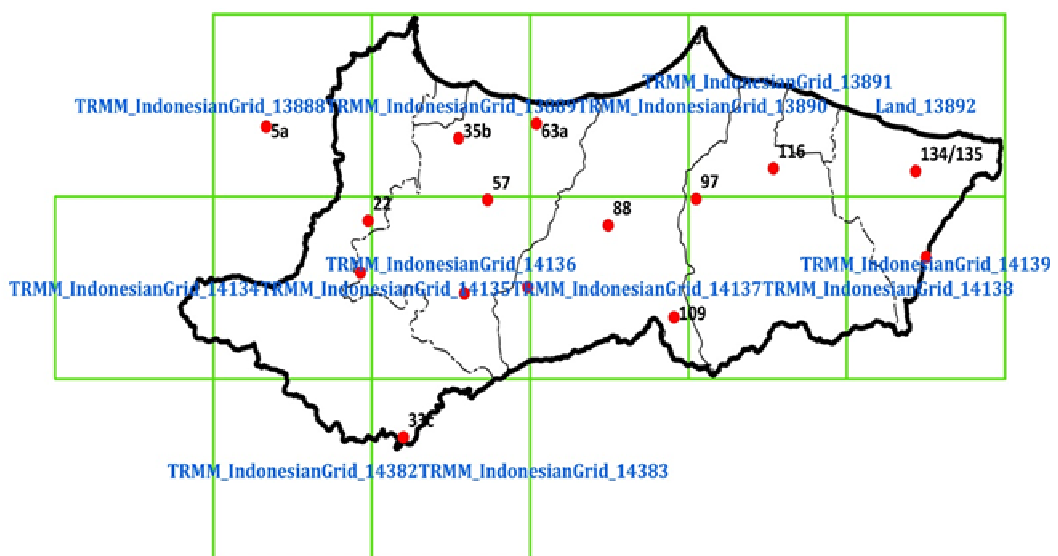 TRMM_IndonesianGrid_13891
TRMM_IndonesianGrid_13888TRMM_IndonesianGrid_13889TRMM_IndonesianGrid_13890 Land_13892
5a 35b 63a
116 134/135
57 97
22 88
TRMM_IndonesianGrid_14136 TRMM_IndonesianGrid_14139
TRMM_IndonesianGrid_14134TRMM_IndonesianGrid_14135TRMM_IndonesianGrid_14137TRMM_IndonesianGrid_14138
109
33c
TRMM_IndonesianGrid_14382TRMM_IndonesianGrid_14383